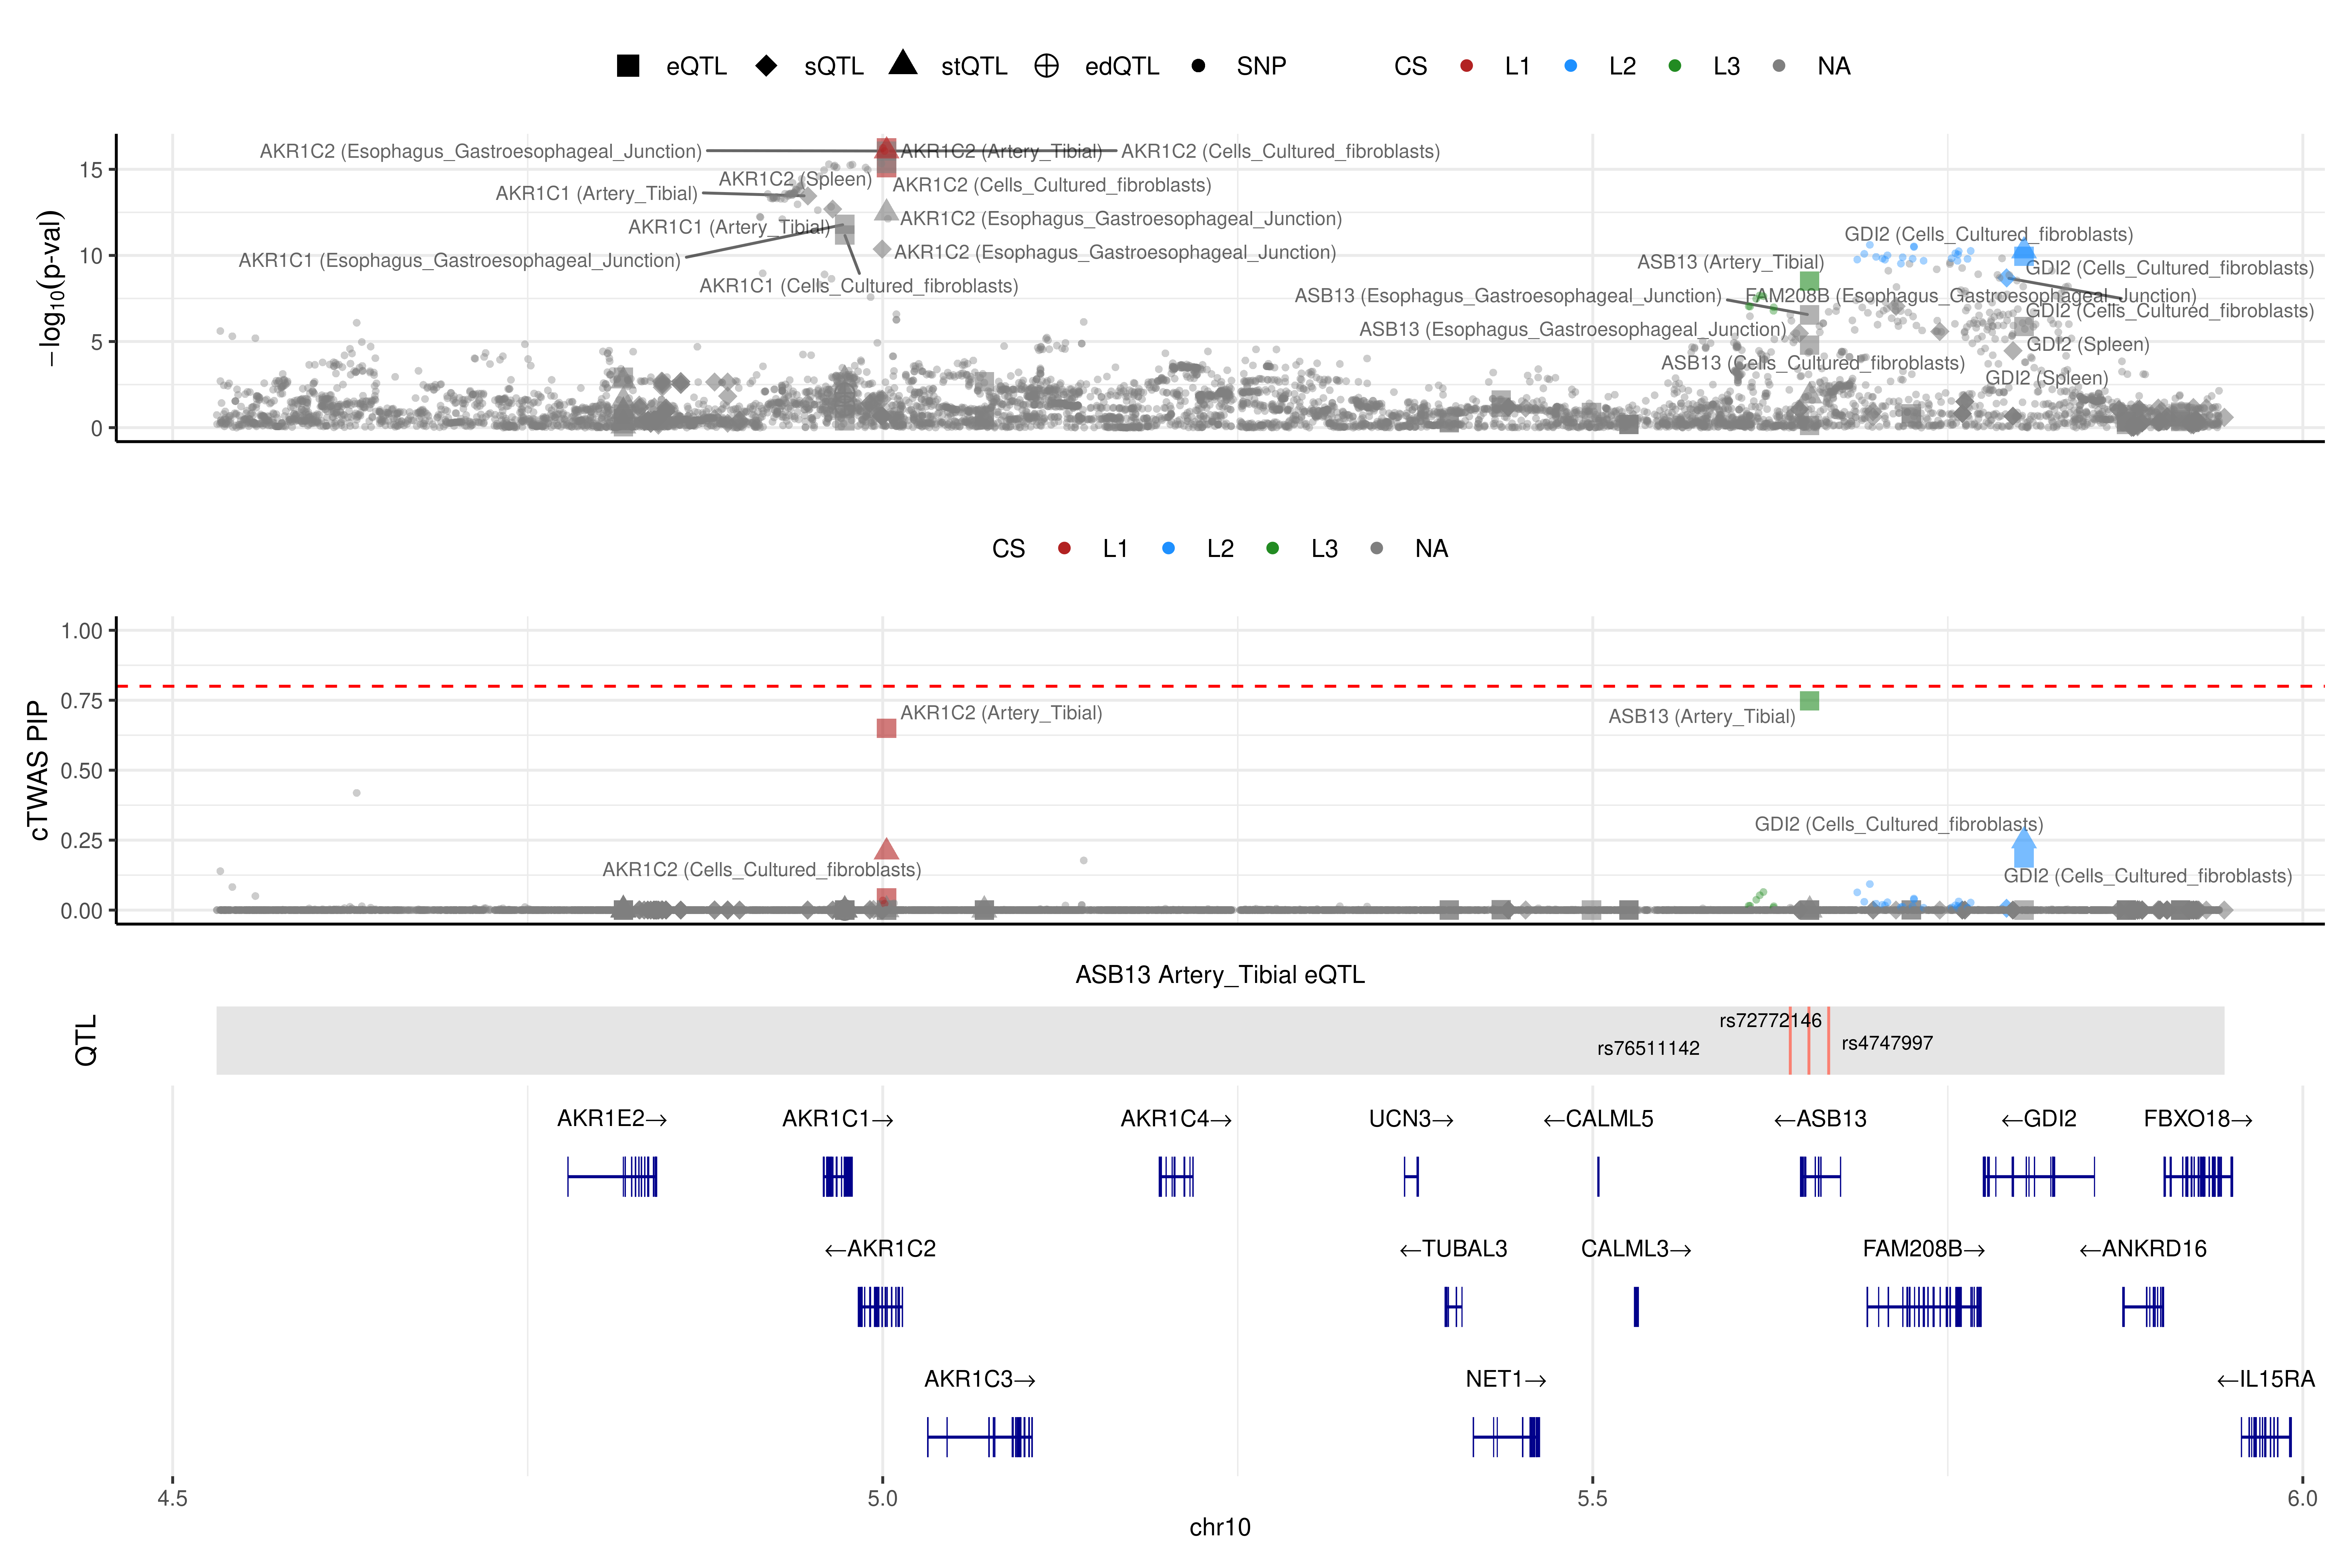 eQTL sQTL stQTL edQTL SNP CS L1 L2 L3 NA
−log10(p-val)
15
10
5
0
AKR1C2 (Esophagus_Gastroesophageal_Junction)
AKR1C2 (Artery_Tibial)
AKR1C2 (Cells_Cultured_fibroblasts)
AKR1C2 (Spleen)
AKR1C2 (Cells_Cultured_fibroblasts)
AKR1C1 (Artery_Tibial)
AKR1C2 (Esophagus_Gastroesophageal_Junction)
AKR1C1 (Artery_Tibial)
AKR1C2 (Esophagus_Gastroesophageal_Junction)
AKR1C1 (Esophagus_Gastroesophageal_Junction)
AKR1C1 (Cells_Cultured_fibroblasts)
GDI2 (Cells_Cultured_fibroblasts)
ASB13 (Artery_Tibial)
GDI2 (Cells_Cultured_fibroblasts)
ASB13 (Esophagus_Gastroesophageal_Junction)
FAM208B (Esophagus_Gastroesophageal_Junction)
GDI2 (Cells_Cultured_fibroblasts)
ASB13 (Esophagus_Gastroesophageal_Junction)
GDI2 (Spleen)
ASB13 (Cells_Cultured_fibroblasts)
GDI2 (Spleen)
CS L1 L2 L3 NA
cTWAS PIP
1.00
0.75
0.50
0.25
0.00
AKR1C2 (Artery_Tibial)
ASB13 (Artery_Tibial)
GDI2 (Cells_Cultured_fibroblasts)
AKR1C2 (Cells_Cultured_fibroblasts)
GDI2 (Cells_Cultured_fibroblasts)
ASB13 Artery_Tibial eQTL
QTL
rs72772146
rs76511142
rs4747997
AKR1E2→ AKR1C1→ AKR1C4→ UCN3→ ←CALML5 ←ASB13 ←GDI2 FBXO18→
←AKR1C2 ←TUBAL3 CALML3→ FAM208B→ ←ANKRD16
AKR1C3→ NET1→ ←IL15RA
4.5 5.0 5.5 6.0
chr10